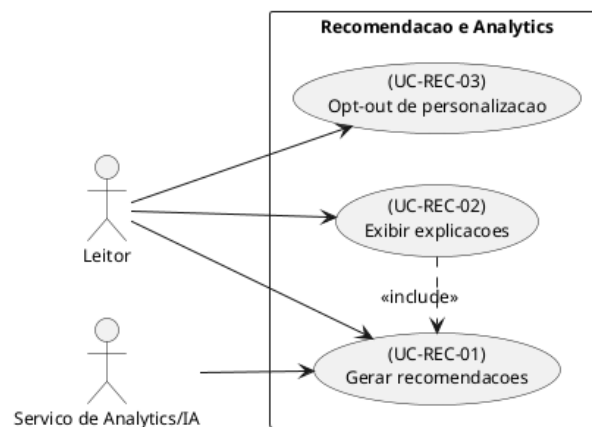 Recomendacao e Analytics
(UC-REC-03)
Opt-out de personalizacao
(UC-REC-02)
Exibir explicacoes
Leitor
«include»
(UC-REC-01)
Gerar recomendacoes
Servico de Analytics/IA